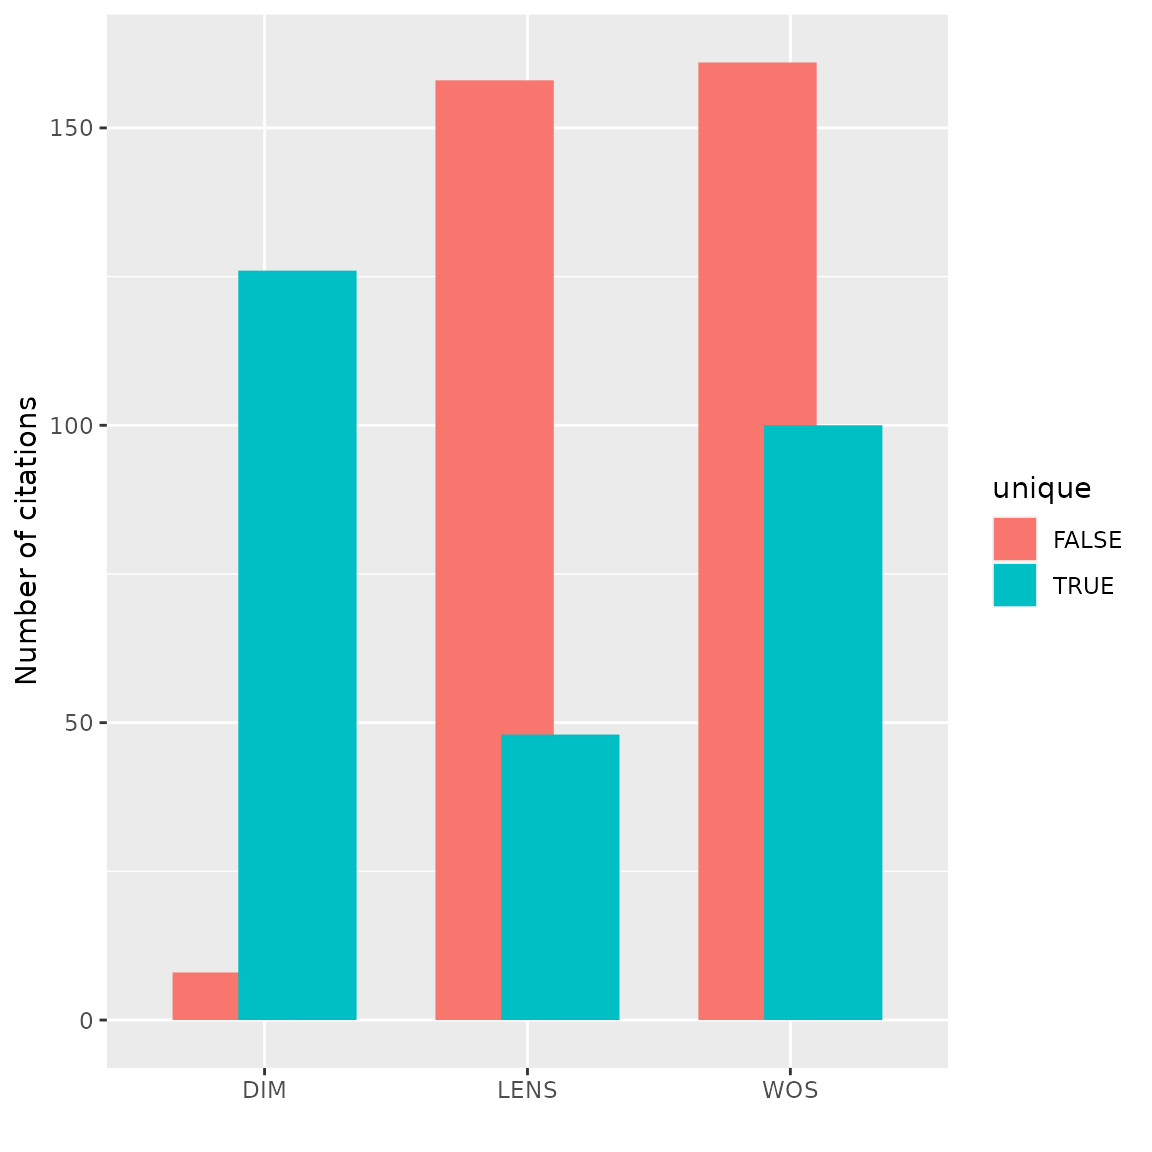 Number of citations
150
100
50
0
DIM LENS WOS
unique
FALSE
TRUE